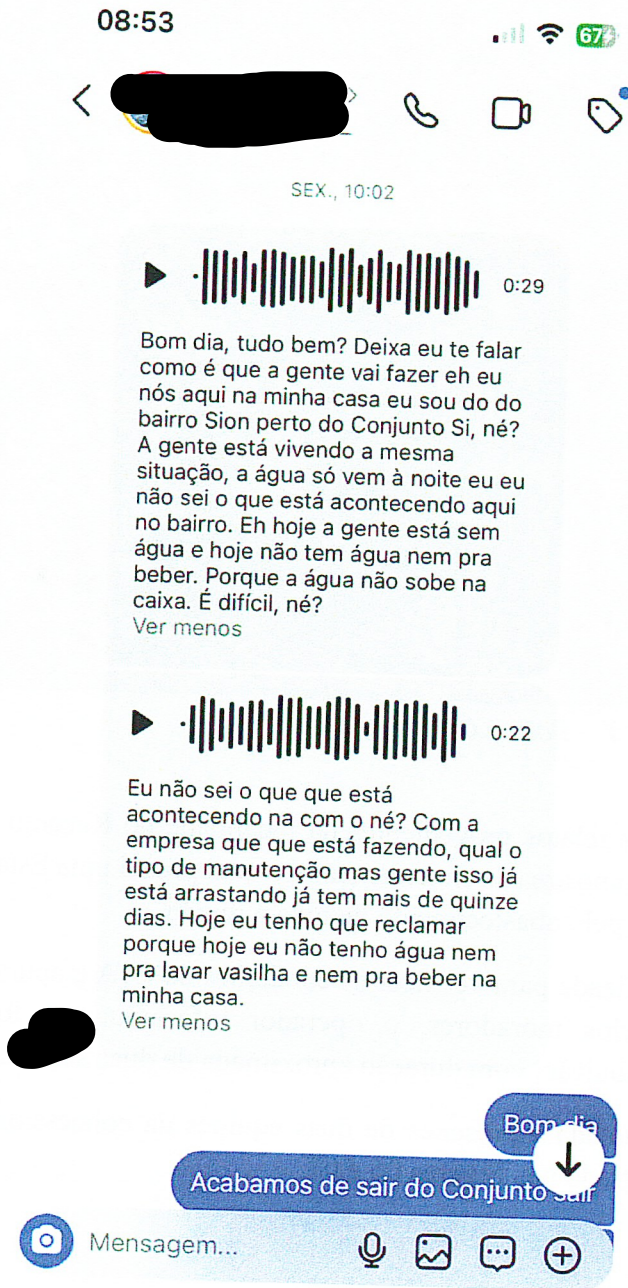 08:53
67
SEX., 10:02
0:29
Bom dia, tudo bem? Deixa eu te falar
como é que a gente vai fazer eh eu
nós aqui na minha casa eu sou do do
bairro Sion perto do Conjunto Si, né?
A gente está vivendo a mesma
situação, a água só vem à noite eu eu
não sei o que está acontecendo aqui
no bairro. Eh hoje a gente está sem
água e hoje não tem água nem pra
beber. Porque a água não sobe na
caixa. É difícil, né?
Ver menos
0:22
Eu não sei o que que está
acontecendo na com o né? Com a
empresa que que está fazendo, qual o
tipo de manutenção mas gente isso já
está arrastando já tem mais de quinze
dias. Hoje eu tenho que reclamar
porque hoje eu não tenho água nem
pra lavar vasilha e nem pra beber na
minha casa.
Ver menos
Bom dia
Acabamos de sair do Conjunto sair
Mensagem...